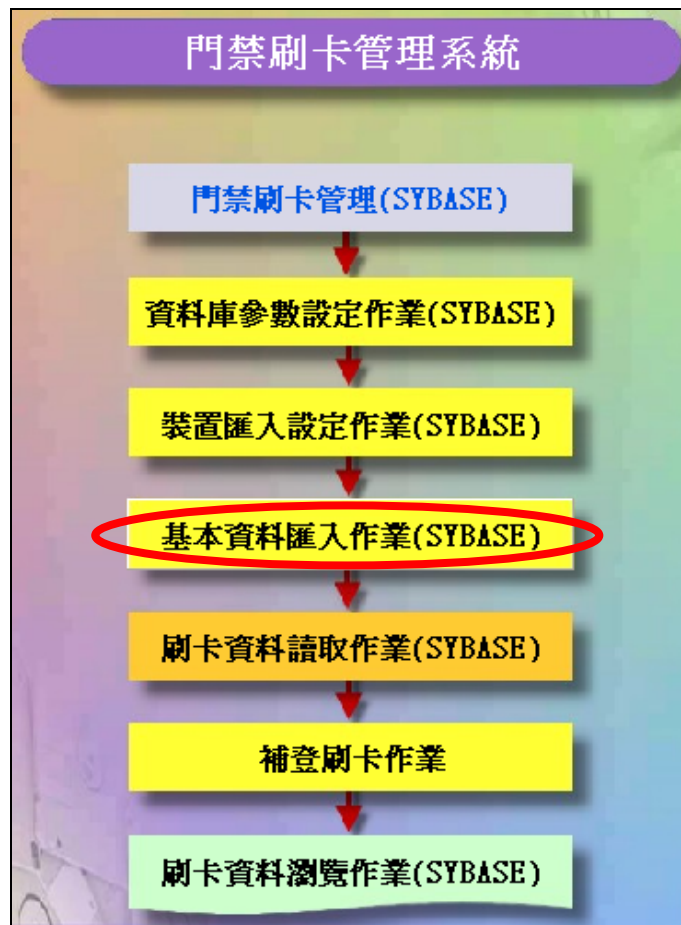 門禁刷卡管理系統
門禁刷卡管理(SYBASE)
資料庫參數設定作業(SYBASE)
裝置匯入設定作業(SYBASE)
基本資料匯入作業(SYBASE)
刷卡資料讀取作業(SYBASE)
補登刷卡作業
刷卡資料瀏覽作業(SYBASE)